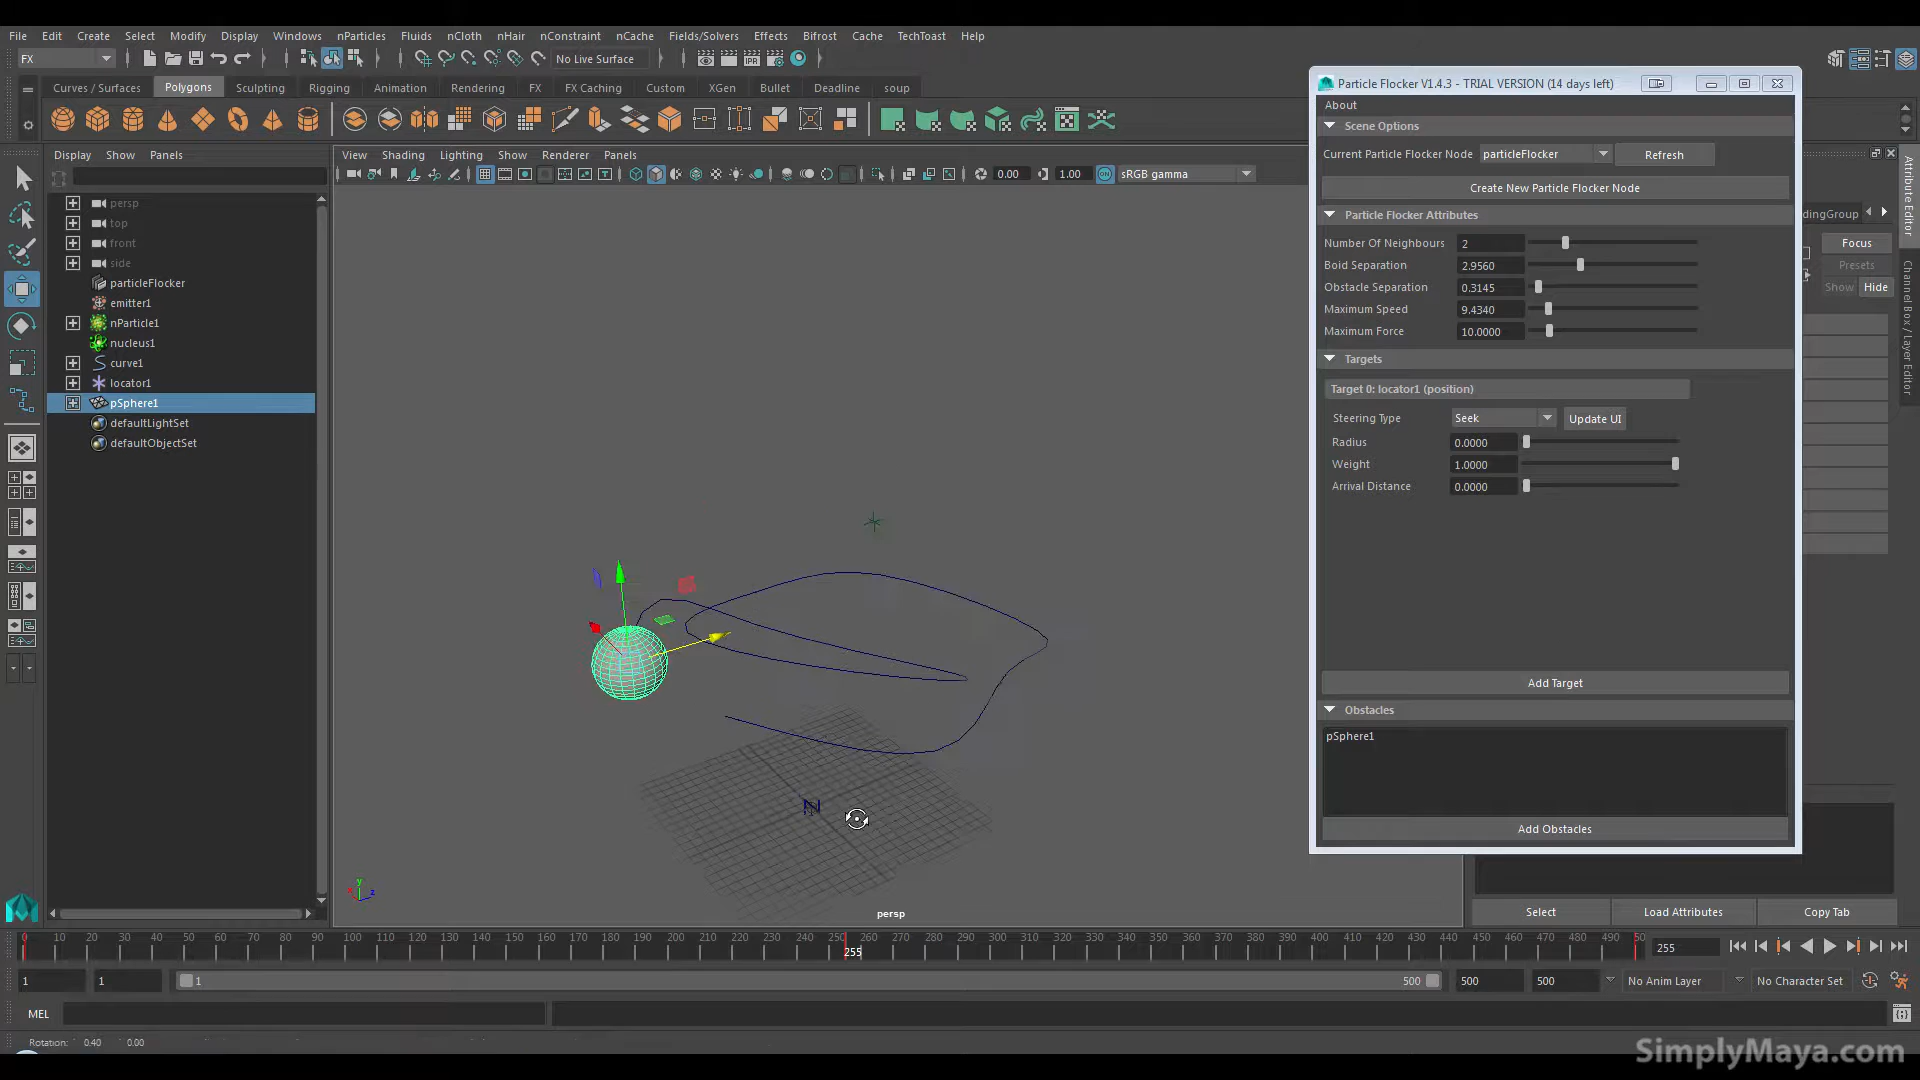 File Edit Create Select Modify Display Windows nParticles Fluids nCloth nHair nConstraint nCache Fields/Solvers Effects Bifrost Cache TechToast Help
FX No Live Surface
Curves / Surfaces Polygons Sculpting Rigging Animation Rendering FX FX Caching Custom XGen Bullet Deadline soup
Display Show Panels
View Shading Lighting Show Renderer Panels
0.00 1.00 ON sRGB gamma
persp
top
front
side
particleFlocker
emitter1
nParticle1
nucleus1
curve1
locator1
pSphere1
defaultLightSet
defaultObjectSet
persp
Particle Flocker V1.4.3 - TRIAL VERSION (14 days left)
About
Scene Options
Current Particle Flocker Node particleFlocker Refresh
Create New Particle Flocker Node
Particle Flocker Attributes
Number Of Neighbours 2
Boid Separation 2.9560
Obstacle Separation 0.3145
Maximum Speed 9.4340
Maximum Force 10.0000
Targets
Target 0: locator1 (position)
Steering Type Seek Update UI
Radius 0.0000
Weight 1.0000
Arrival Distance 0.0000
Add Target
Obstacles
pSphere1
Add Obstacles
dingGroup
Focus
Presets
Show Hide
Attribute Editor
Channel Box / Layer Editor
Select Load Attributes Copy Tab
0 10 20 30 40 50 60 70 80 90 100 110 120 130 140 150 160 170 180 190 200 210 220 230 240 250 260 270 280 290 300 310 320 330 340 350 360 370 380 390 400 410 420 430 440 450 460 470 480 490 50
255 255
1 1 1 500 500 500 No Anim Layer No Character Set
MEL
Rotation: 0.40 0.00
SimplyMaya.com